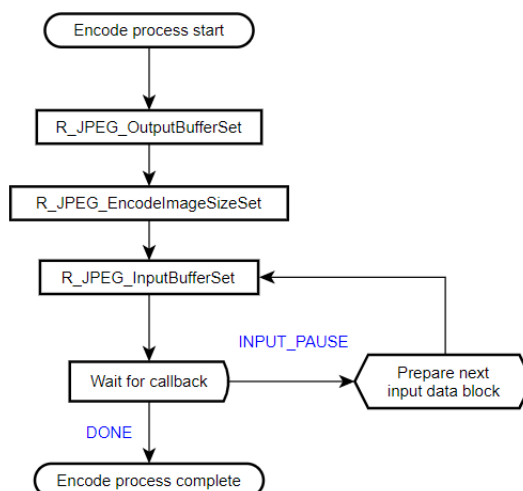 Encode process start
R_JPEG_OutputBufferSet
R_JPEG_EncodeImageSizeSet
R_JPEG_InputBufferSet
INPUT_PAUSE
Wait for callback
Prepare next
input data block
DONE
Encode process complete